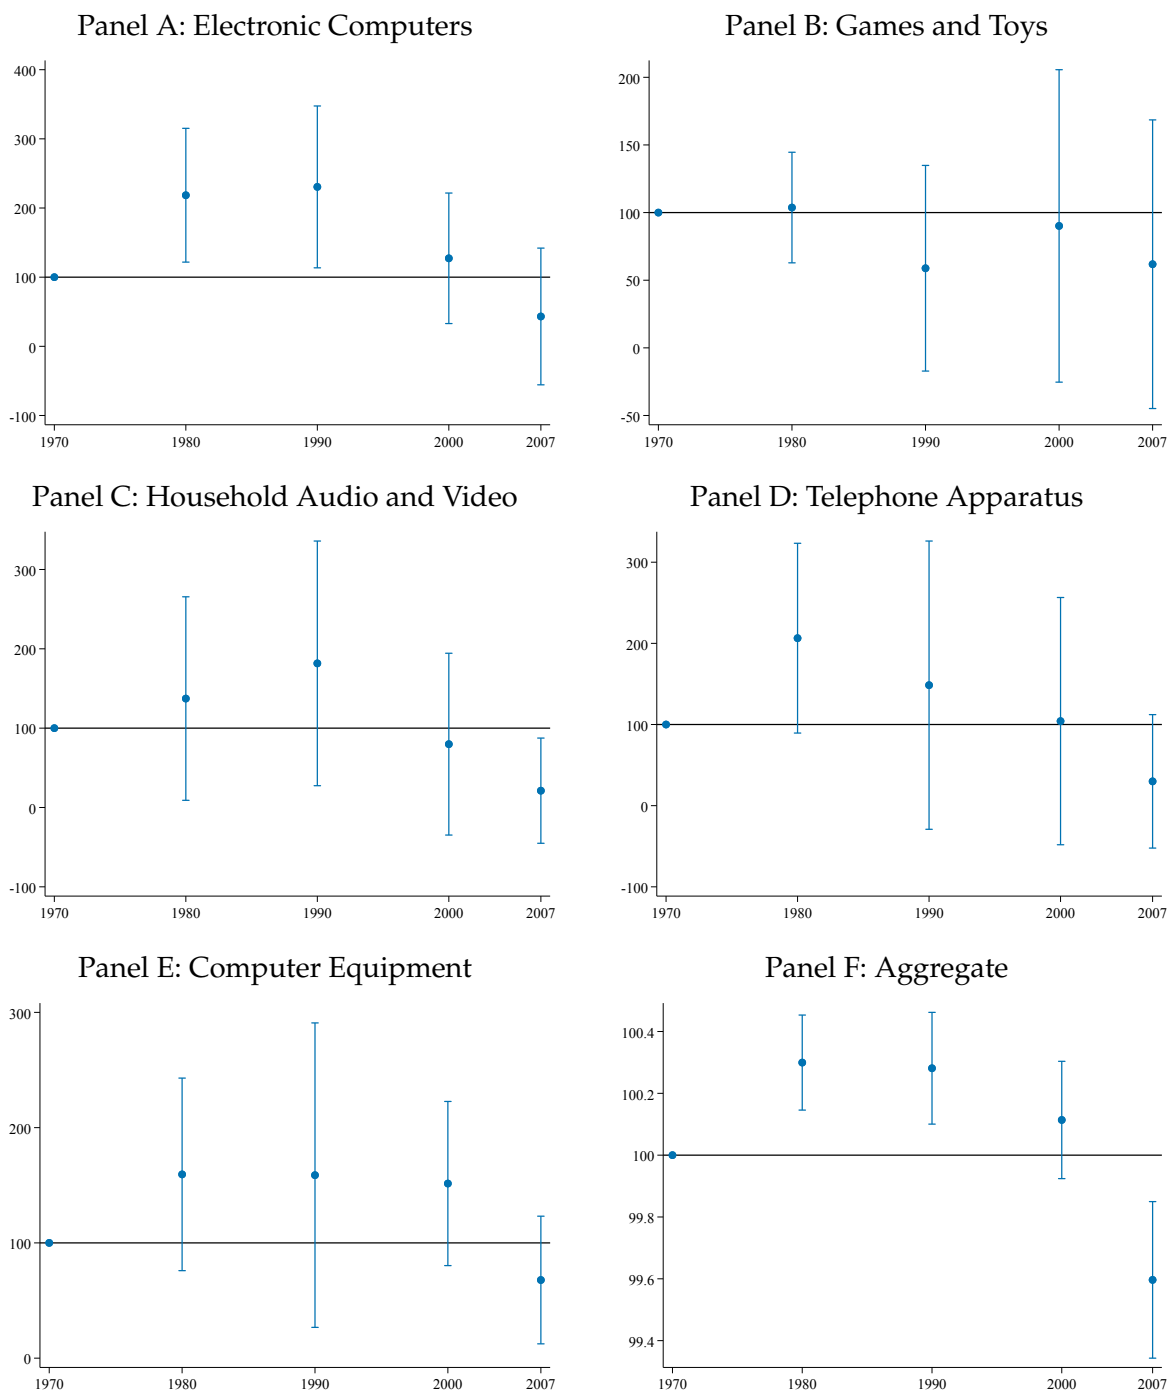 Panel A: Electronic Computers
400
300
200
100
0
-100
1970 1980 1990 2000 2007
Panel B: Games and Toys
200
150
100
50
0
-50
1970 1980 1990 2000 2007
Panel C: Household Audio and Video
300
200
100
0
-100
1970 1980 1990 2000 2007
Panel D: Telephone Apparatus
300
200
100
0
-100
1970 1980 1990 2000 2007
Panel E: Computer Equipment
300
200
100
0
1970 1980 1990 2000 2007
Panel F: Aggregate
100.4
100.2
100
99.8
99.6
99.4
1970 1980 1990 2000 2007